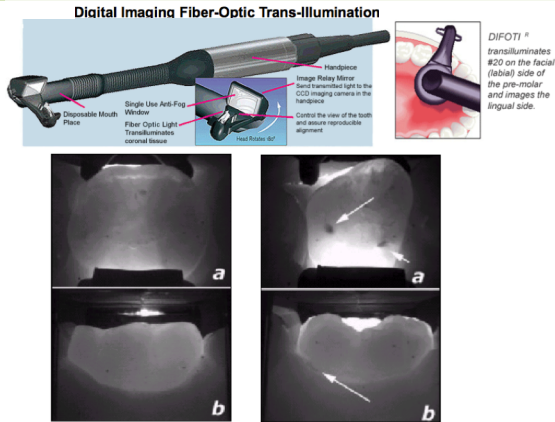 Digital Imaging Fiber-Optic Trans-Illumination
Handpiece
Image Relay Mirror
Send transmitted light to the
CCD imaging camera in the
handpiece
Single Use Anti-Fog
Window
Disposable Mouth
Place
Fiber Optic Light
Transilluminates
coronal tissue
Control the view of the tooth
and assure reproducible
alignment
Head Rotates
DIFOTI R
transilluminates
#20 on the facial
(labial) side of
the pre-molar
and images the
lingual side.
a
a
b
b